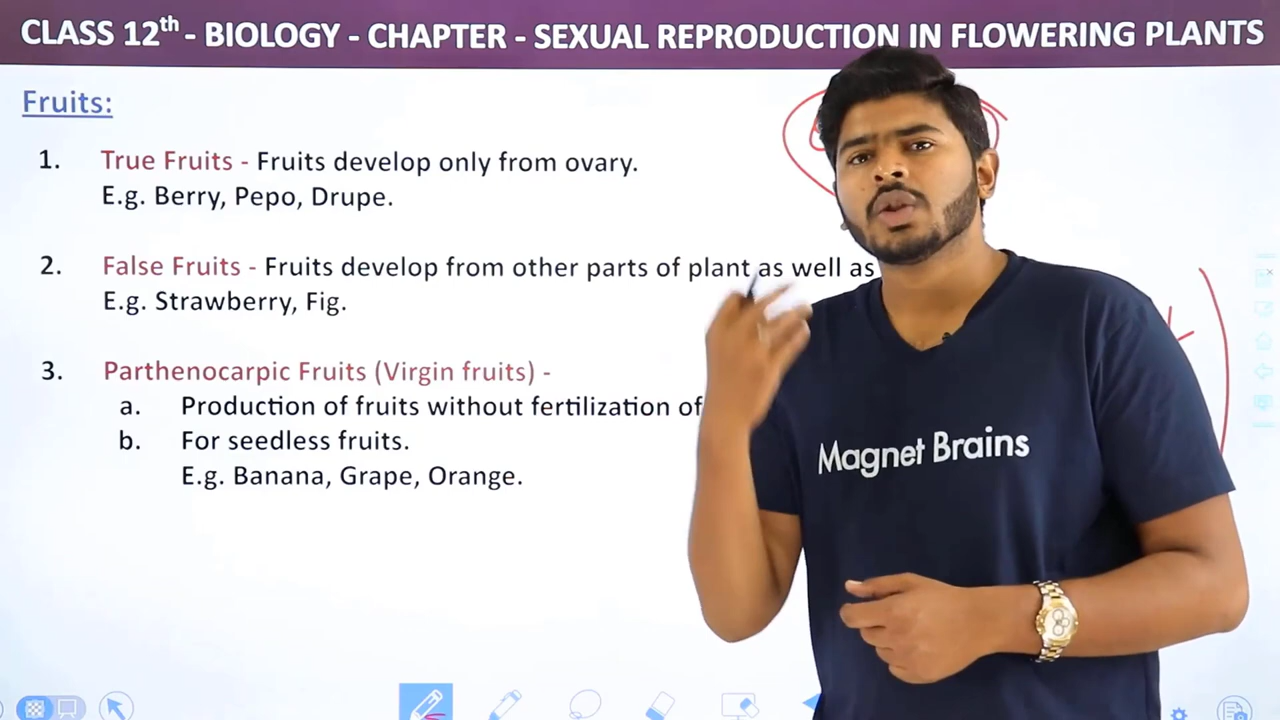 CLASS 12th - BIOLOGY - CHAPTER - SEXUAL REPRODUCTION IN FLOWERING PLANTS
Fruits:
1. True Fruits - Fruits develop only from ovary.
E.g. Berry, Pepo, Drupe.
2. False Fruits - Fruits develop from other parts of plant as well as
E.g. Strawberry, Fig.
3. Parthenocarpic Fruits (Virgin fruits) -
a. Production of fruits without fertilization of
b. For seedless fruits.
E.g. Banana, Grape, Orange.
Magnet Brains